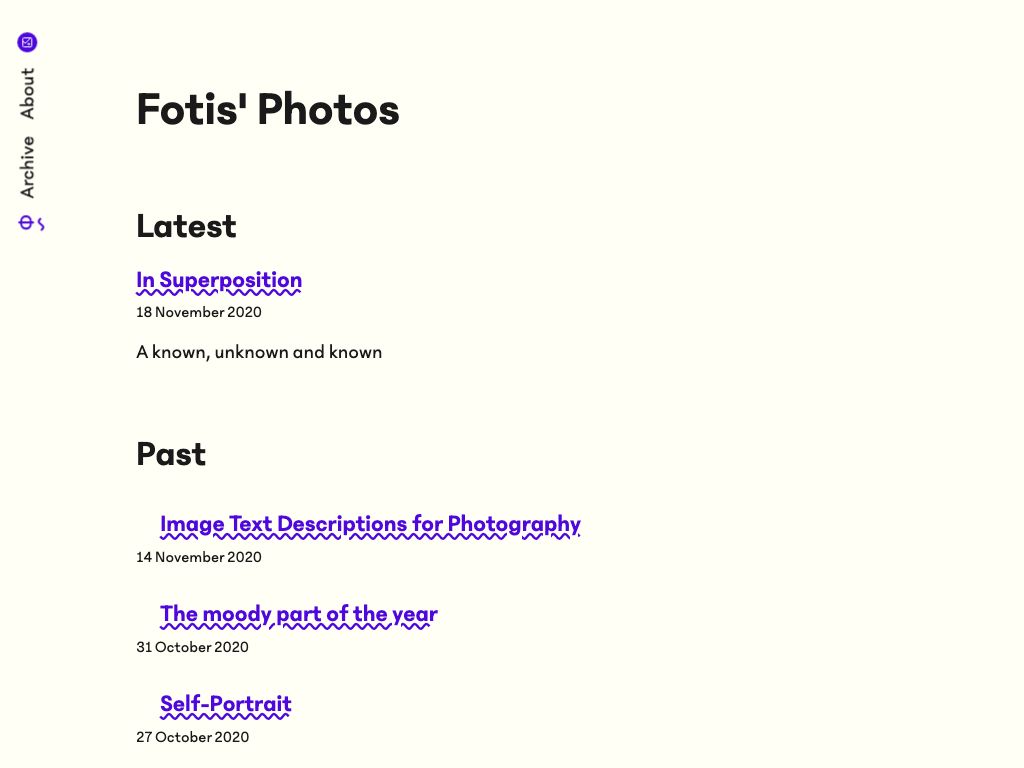 About
Archive
Fotis' Photos
Latest
In Superposition
18 November 2020
A known, unknown and known
Past
Image Text Descriptions for Photography
14 November 2020
The moody part of the year
31 October 2020
Self-Portrait
27 October 2020